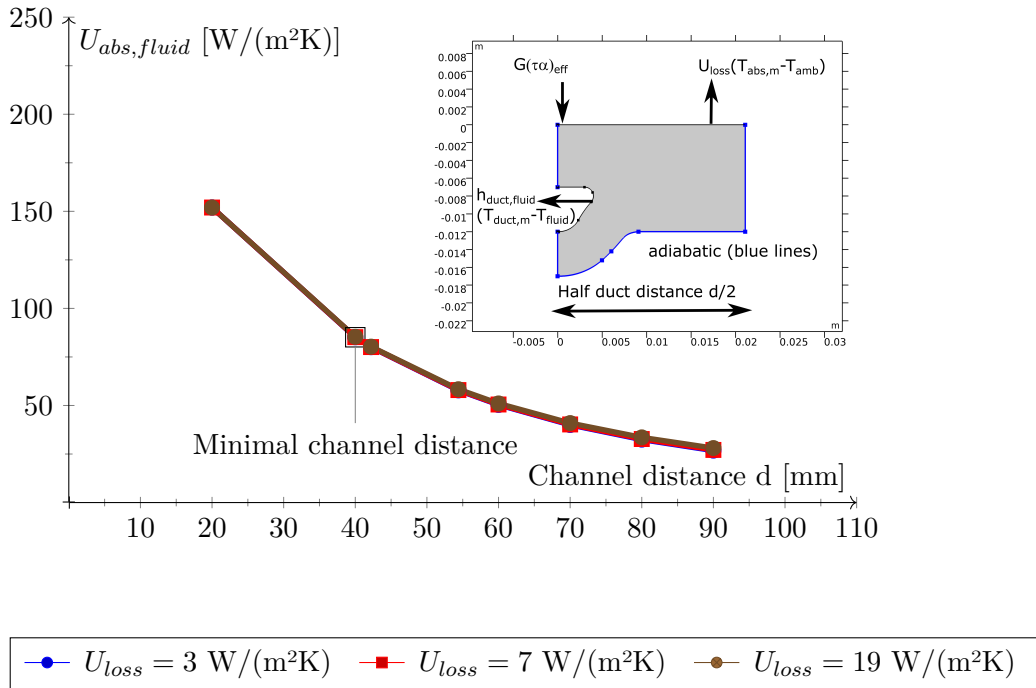 250
U_abs,fluid [W/(m²K)]
200
150
100
50
m
0.008
0.006
0.004
0.002
0
-0.002
-0.004
-0.006
-0.008
-0.01
-0.012
-0.014
-0.016
-0.018
-0.02
-0.022
G(τα)eff
Uloss(Tabs,m-Tamb)
hduct,fluid
(Tduct,m-Tfluid)
adiabatic (blue lines)
Half duct distance d/2
m
-0.005 0 0.005 0.01 0.015 0.02 0.025 0.03
Minimal channel distance
Channel distance d [mm]
10 20 30 40 50 60 70 80 90 100 110
U_loss = 3 W/(m²K) U_loss = 7 W/(m²K) U_loss = 19 W/(m²K)